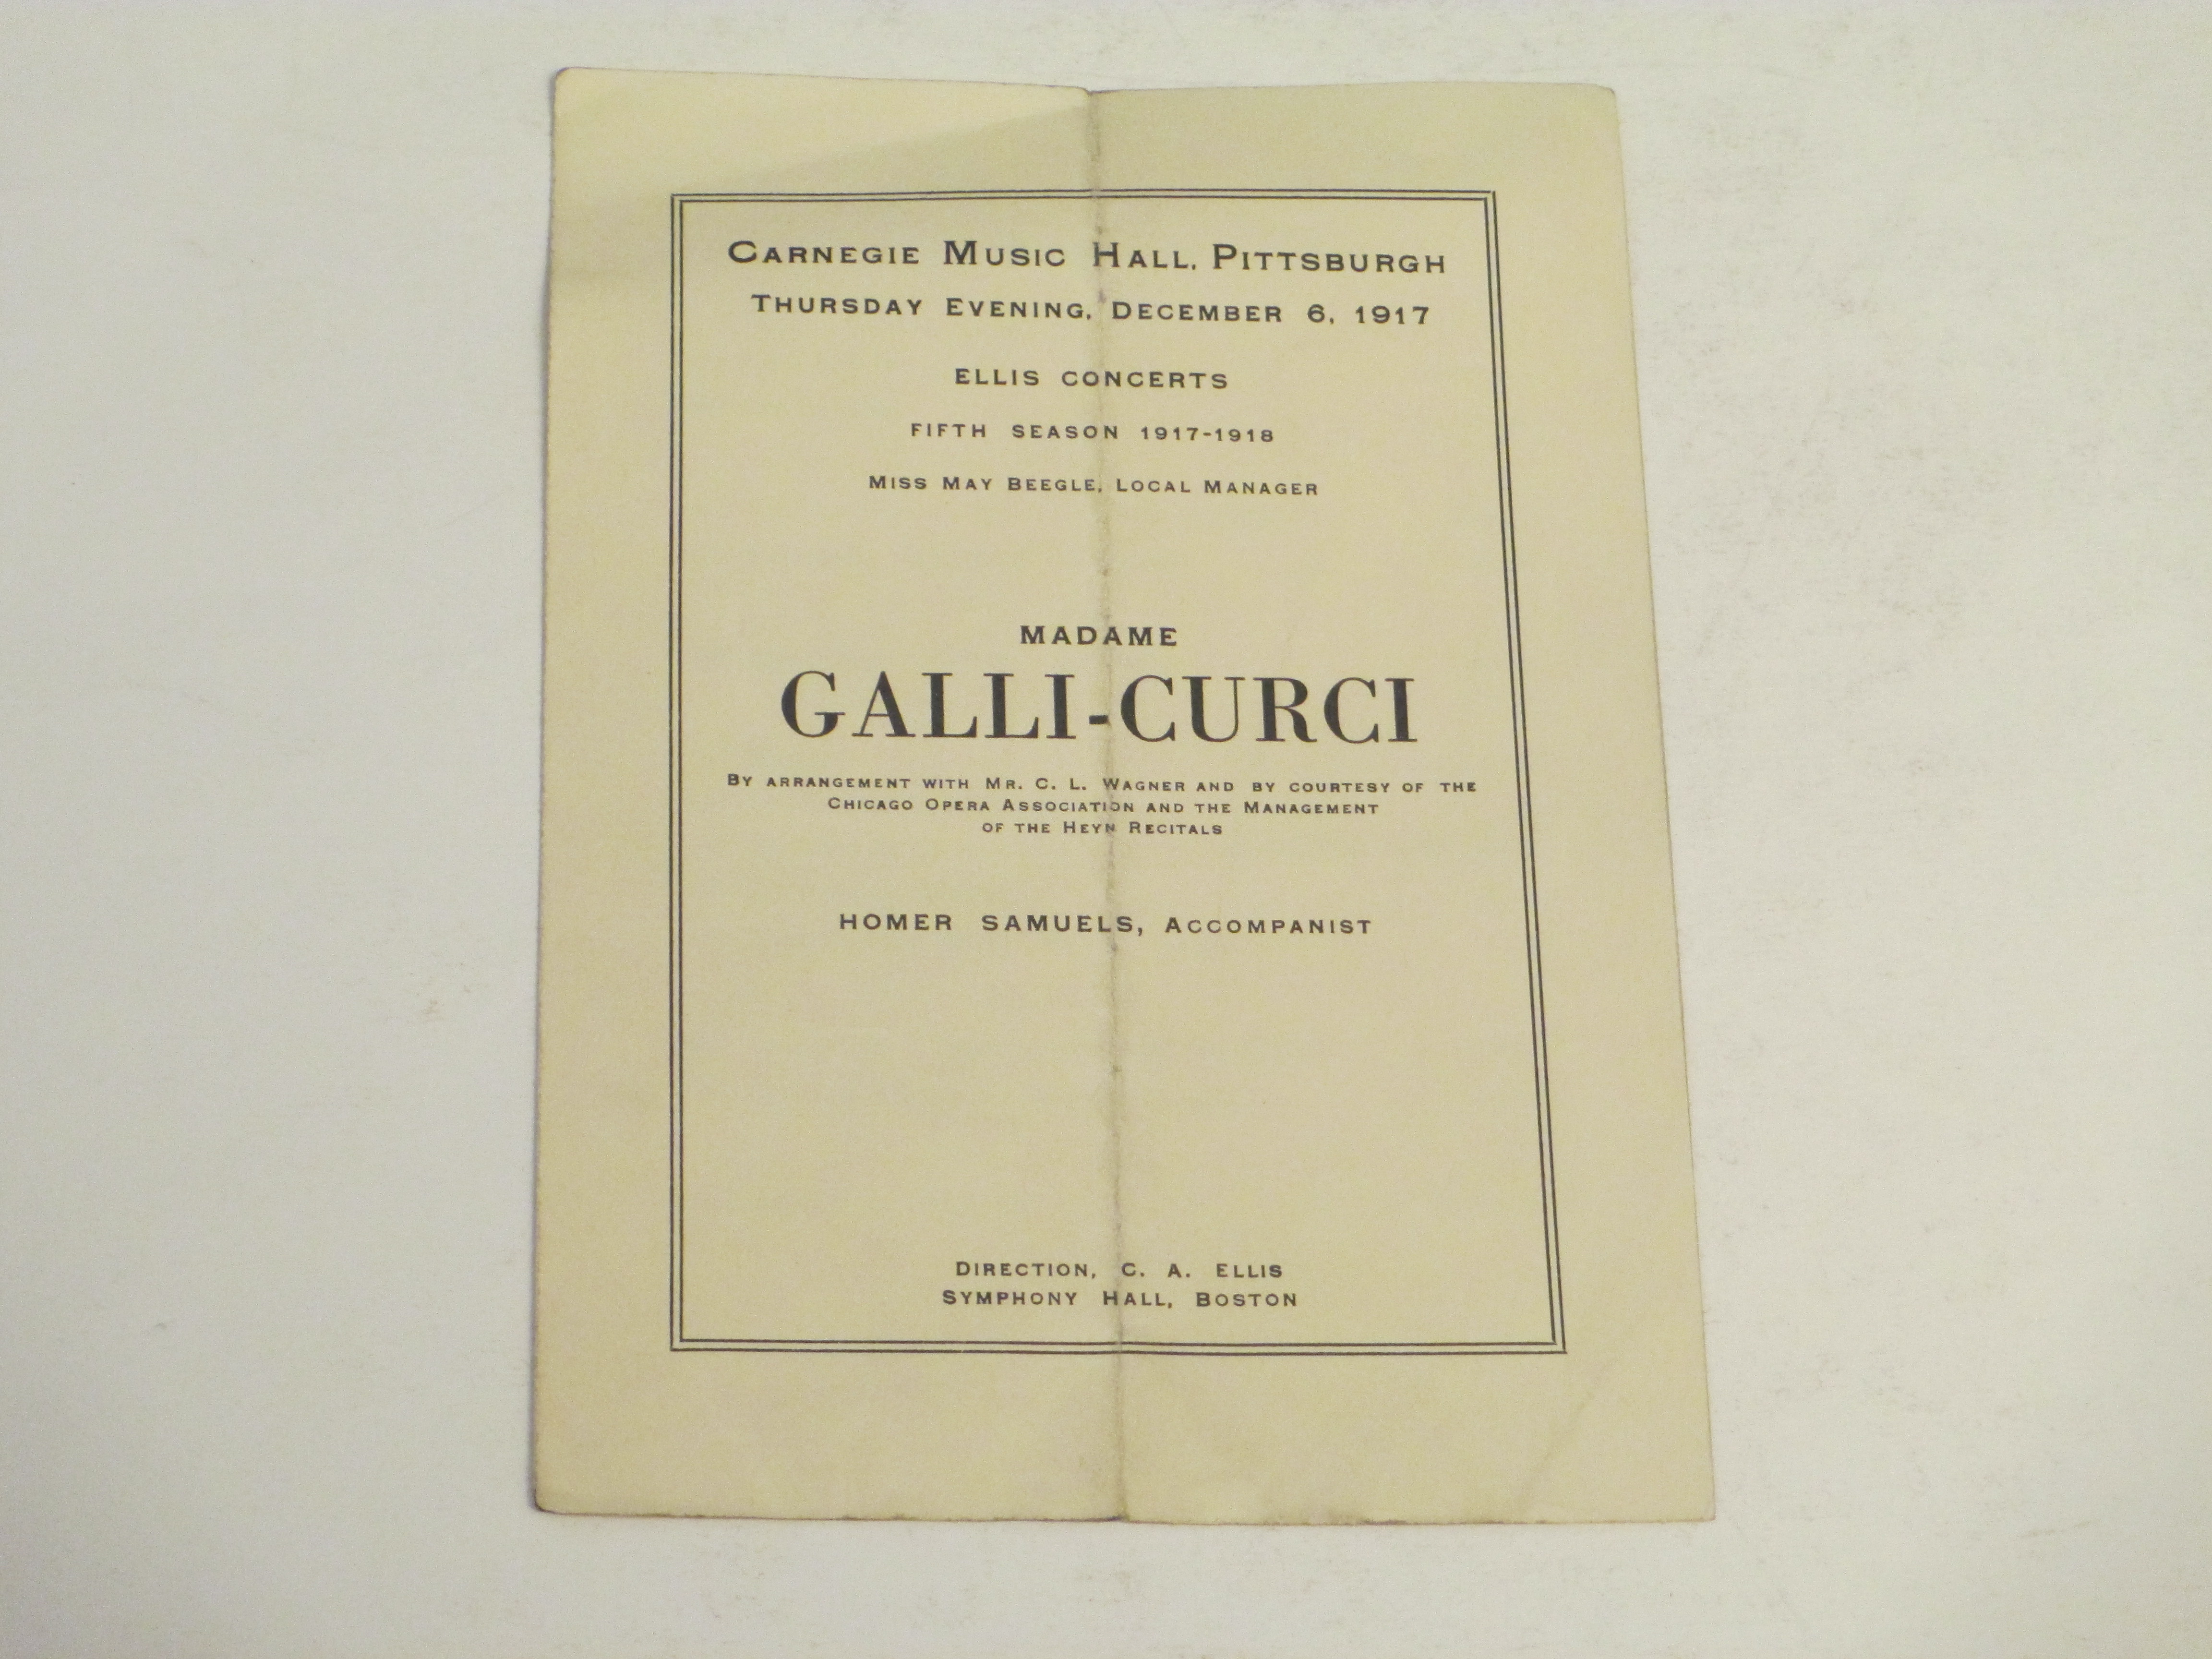 CARNEGIE MUSIC HALL, PITTSBURGH
THURSDAY EVENING, DECEMBER 6, 1917
ELLIS CONCERTS
FIFTH SEASON 1917-1918
MISS MAY BEEGLE, LOCAL MANAGER
MADAME
GALLI-CURCI
BY ARRANGEMENT WITH MR. C. L. WAGNER AND BY COURTESY OF THE
CHICAGO OPERA ASSOCIATION AND THE MANAGEMENT
OF THE HEYN RECITALS
HOMER SAMUELS, ACCOMPANIST
DIRECTION, C. A. ELLIS
SYMPHONY HALL, BOSTON